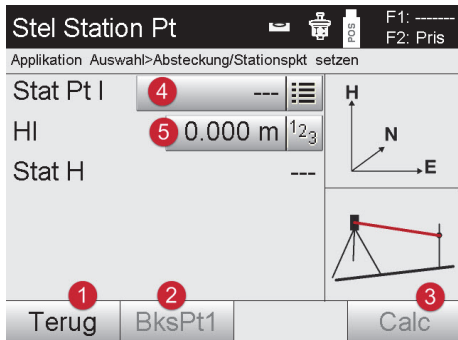 Stel Station Pt
POS
F1: -------
F2: Pris
Applikation Auswahl>Absteckung/Stationspkt setzen
Stat Pt I 4 ---
HI 5 0.000 m 123
Stat H ---
H
N
E
1 2 3
Terug BksPt1 Calc